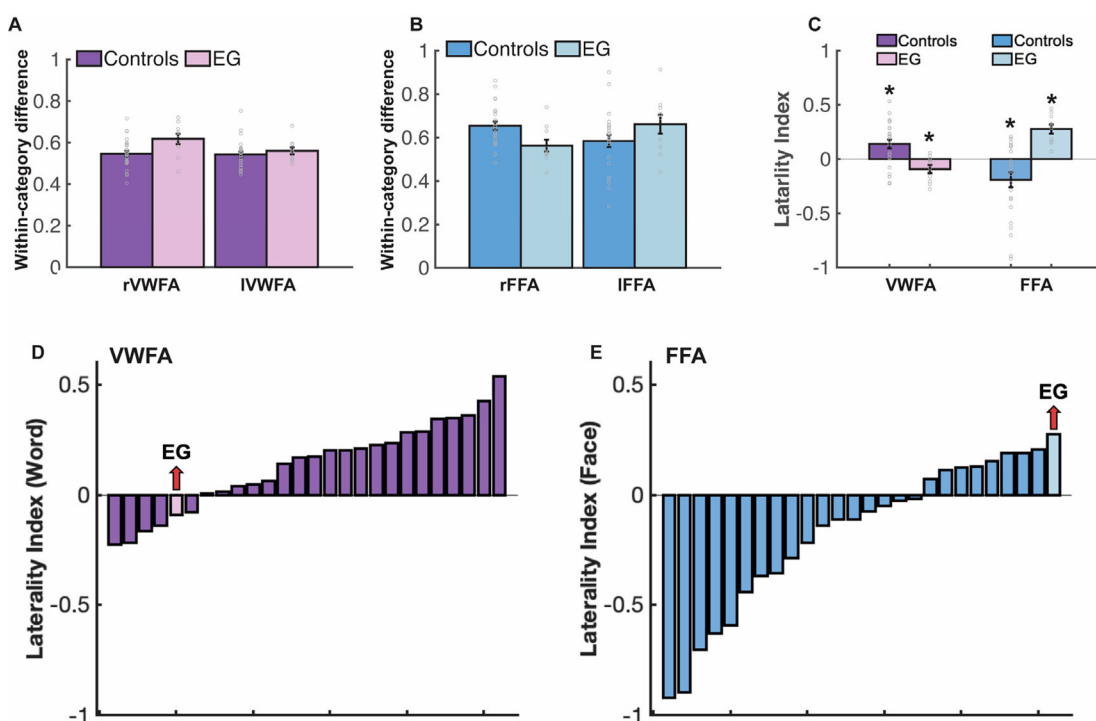 A
Controls EG
Within-category difference
1
0.8
0.6
0.4
0.2
0
rVWFA lVWFA
B
Controls EG
Within-category difference
1
0.8
0.6
0.4
0.2
0
rFFA lFFA
C
Controls Controls
EG EG
Latarlity Index
1
0.5
0
-0.5
-1
* * * *
VWFA FFA
D VWFA
Laterality Index (Word)
0.5
0
-0.5
-1
EG
E FFA
Laterality Index (Face)
0.5
0
-0.5
-1
EG